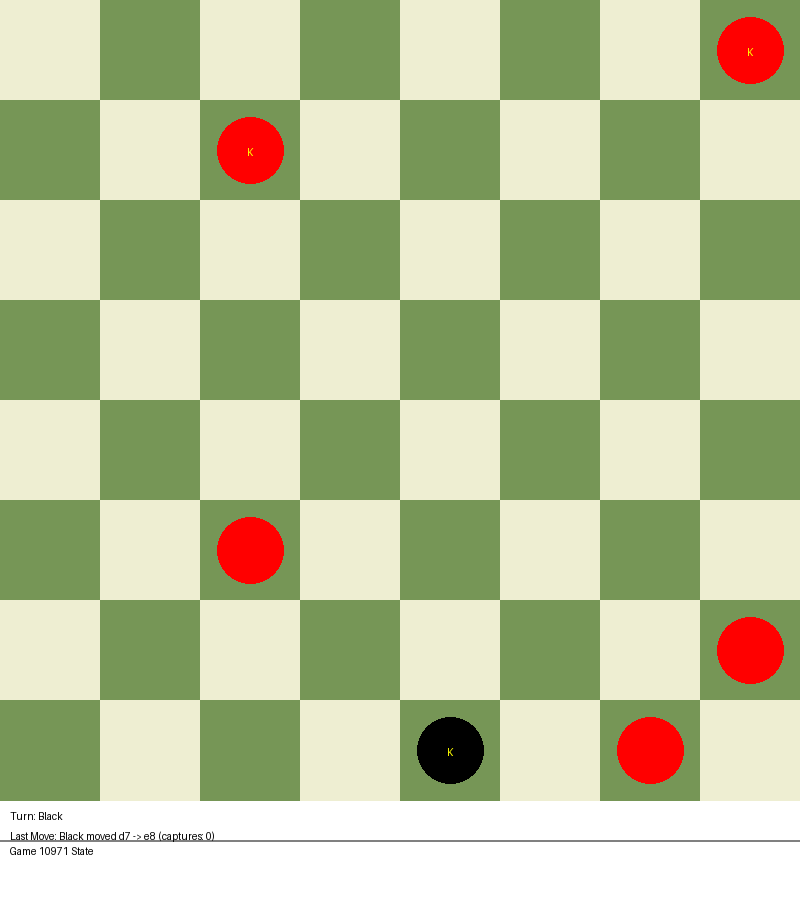 K
K
K
Turn: Black
Last Move: Black moved d7 -> e8 (captures: 0)
Game 10971 State